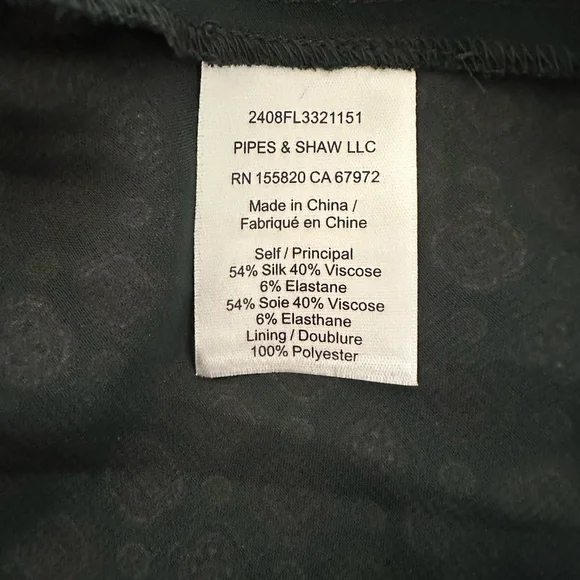 2408FL3321151
PIPES & SHAW LLC
RN 155820 CA 67972
Made in China /
Fabriqué en Chine
Self / Principal
54% Silk 40% Viscose
6% Elastane
54% Soie 40% Viscose
6% Elasthane
Lining / Doublure
100% Polyester